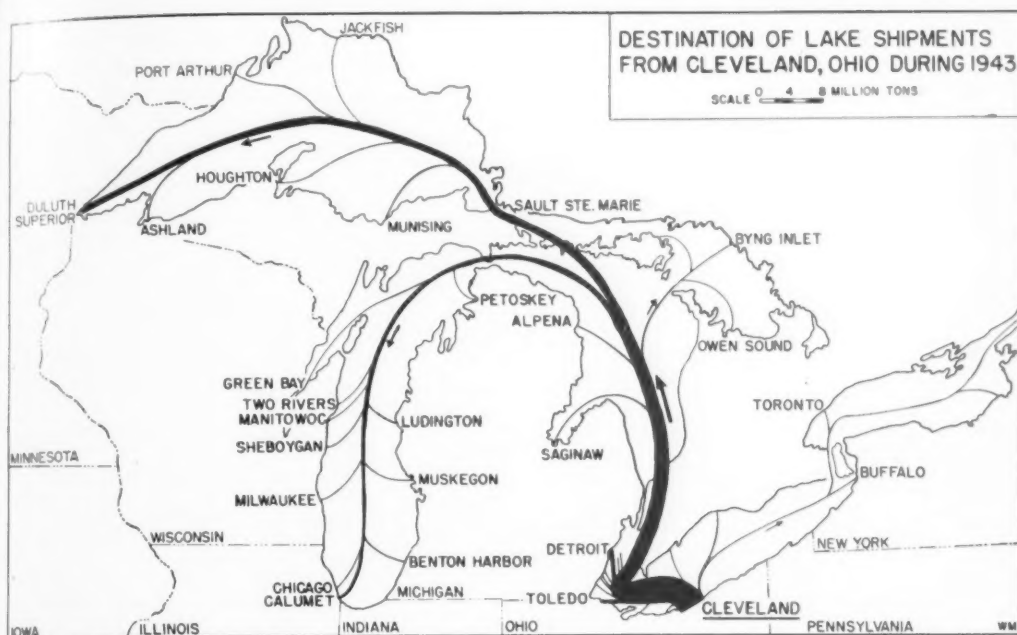 DESTINATION OF LAKE SHIPMENTS
FROM CLEVELAND, OHIO DURING 1943
SCALE 0 4 8 MILLION TONS
JACKFISH
PORT ARTHUR
HOUGHTON
DULUTH
SUPERIOR
ASHLAND
MUNISING
SAULT STE. MARIE
BYNG INLET
PETOSKEY
ALPENA
OWEN SOUND
GREEN BAY
TWO RIVERS
MANITOWOC
SHEBOYGAN
LUDINGTON
TORONTO
SAGINAW
BUFFALO
MINNESOTA
MUSKEGON
MILWAUKEE
WISCONSIN
DETROIT
NEW YORK
BENTON HARBOR
CHICAGO
CALUMET
MICHIGAN
TOLEDO
CLEVELAND
IOWA
ILLINOIS
INDIANA
OHIO
PENNSYLVANIA
WM